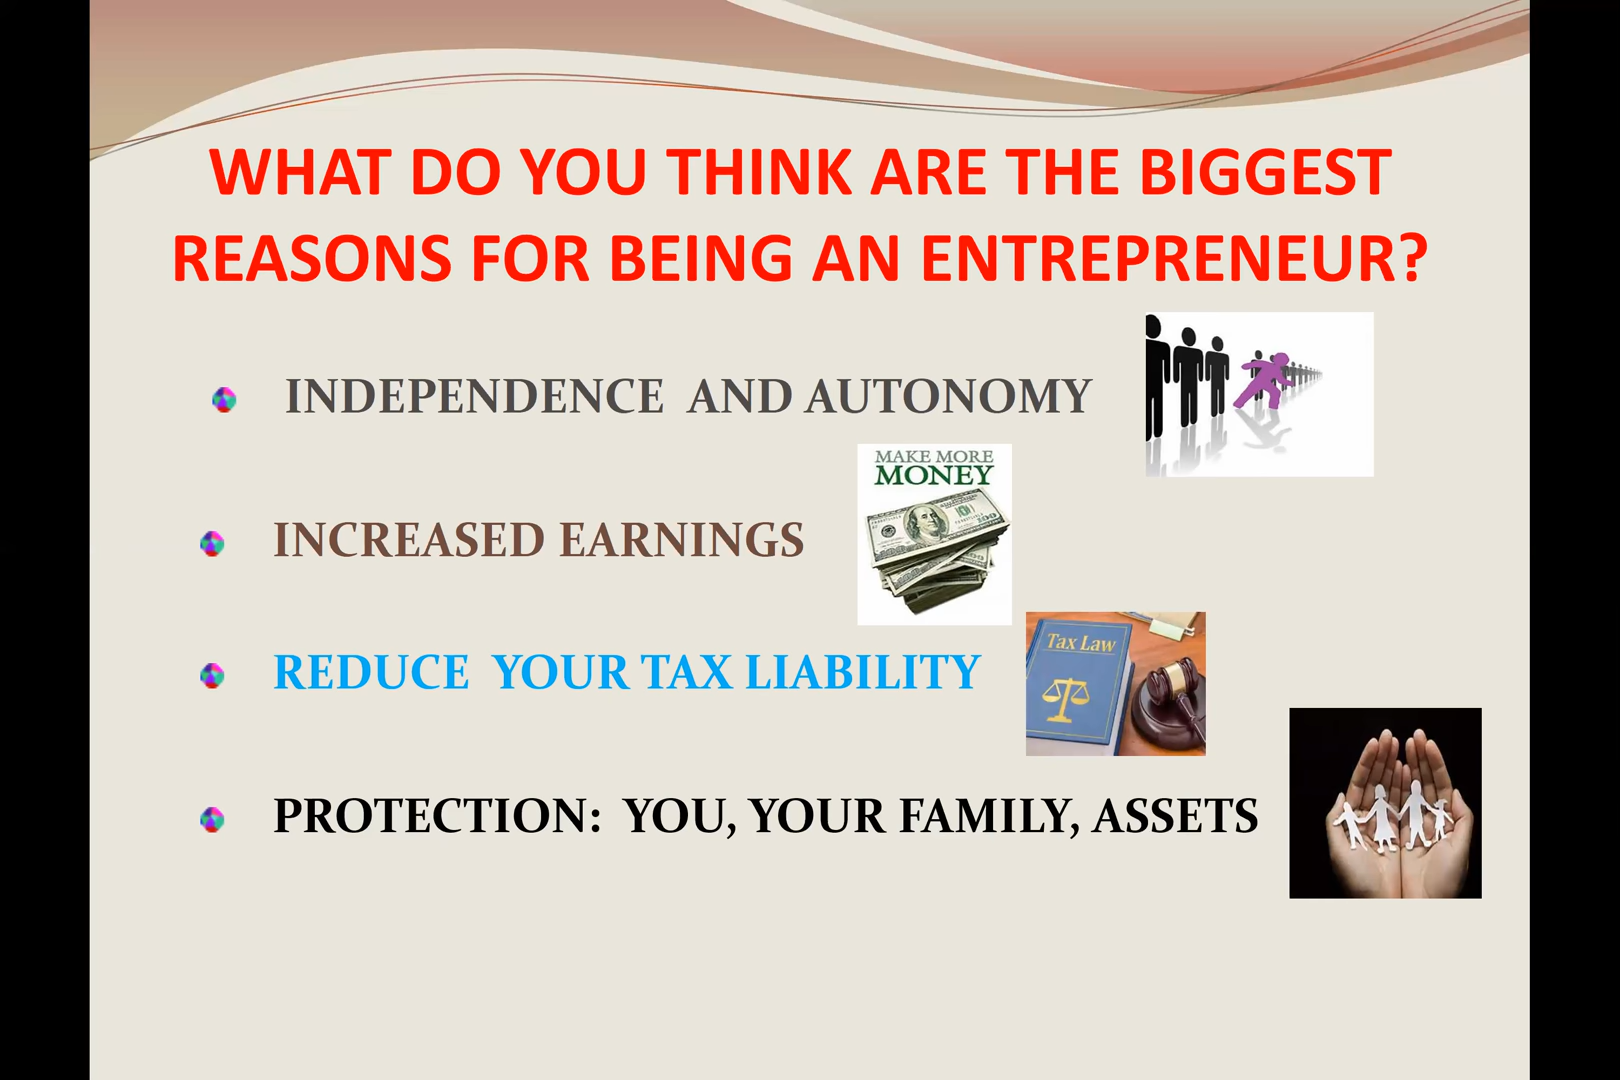 WHAT DO YOU THINK ARE THE BIGGEST
REASONS FOR BEING AN ENTREPRENEUR?
INDEPENDENCE AND AUTONOMY
MAKE MORE
MONEY
INCREASED EARNINGS
REDUCE YOUR TAX LIABILITY
Tax Law
PROTECTION: YOU, YOUR FAMILY, ASSETS